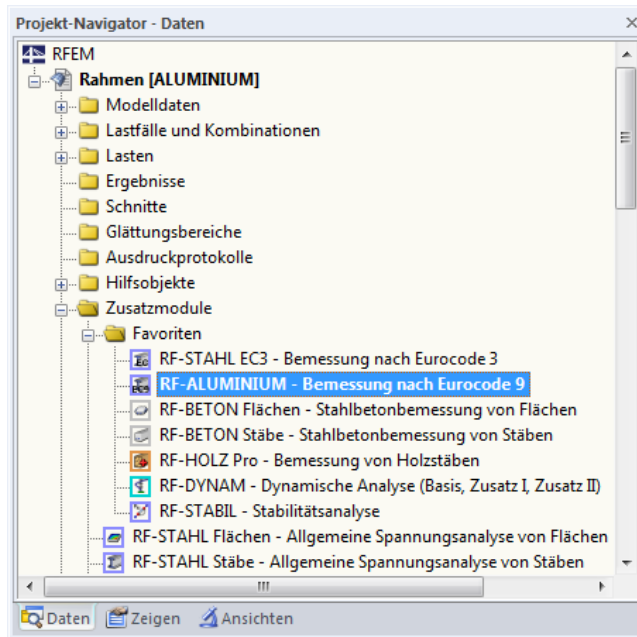 Projekt-Navigator - Daten
RFEM
Rahmen [ALUMINIUM]
Modelldaten
Lastfälle und Kombinationen
Lasten
Ergebnisse
Schnitte
Glättungsbereiche
Ausdruckprotokolle
Hilfsobjekte
Zusatzmodule
Favoriten
RF-STAHL EC3 - Bemessung nach Eurocode 3
RF-ALUMINIUM - Bemessung nach Eurocode 9
RF-BETON Flächen - Stahlbetonbemessung von Flächen
RF-BETON Stäbe - Stahlbetonbemessung von Stäben
RF-HOLZ Pro - Bemessung von Holzstäben
RF-DYNAM - Dynamische Analyse (Basis, Zusatz I, Zusatz II)
RF-STABIL - Stabilitätsanalyse
RF-STAHL Flächen - Allgemeine Spannungsanalyse von Flächen
RF-STAHL Stäbe - Allgemeine Spannungsanalyse von Stäben
Daten Zeigen Ansichten